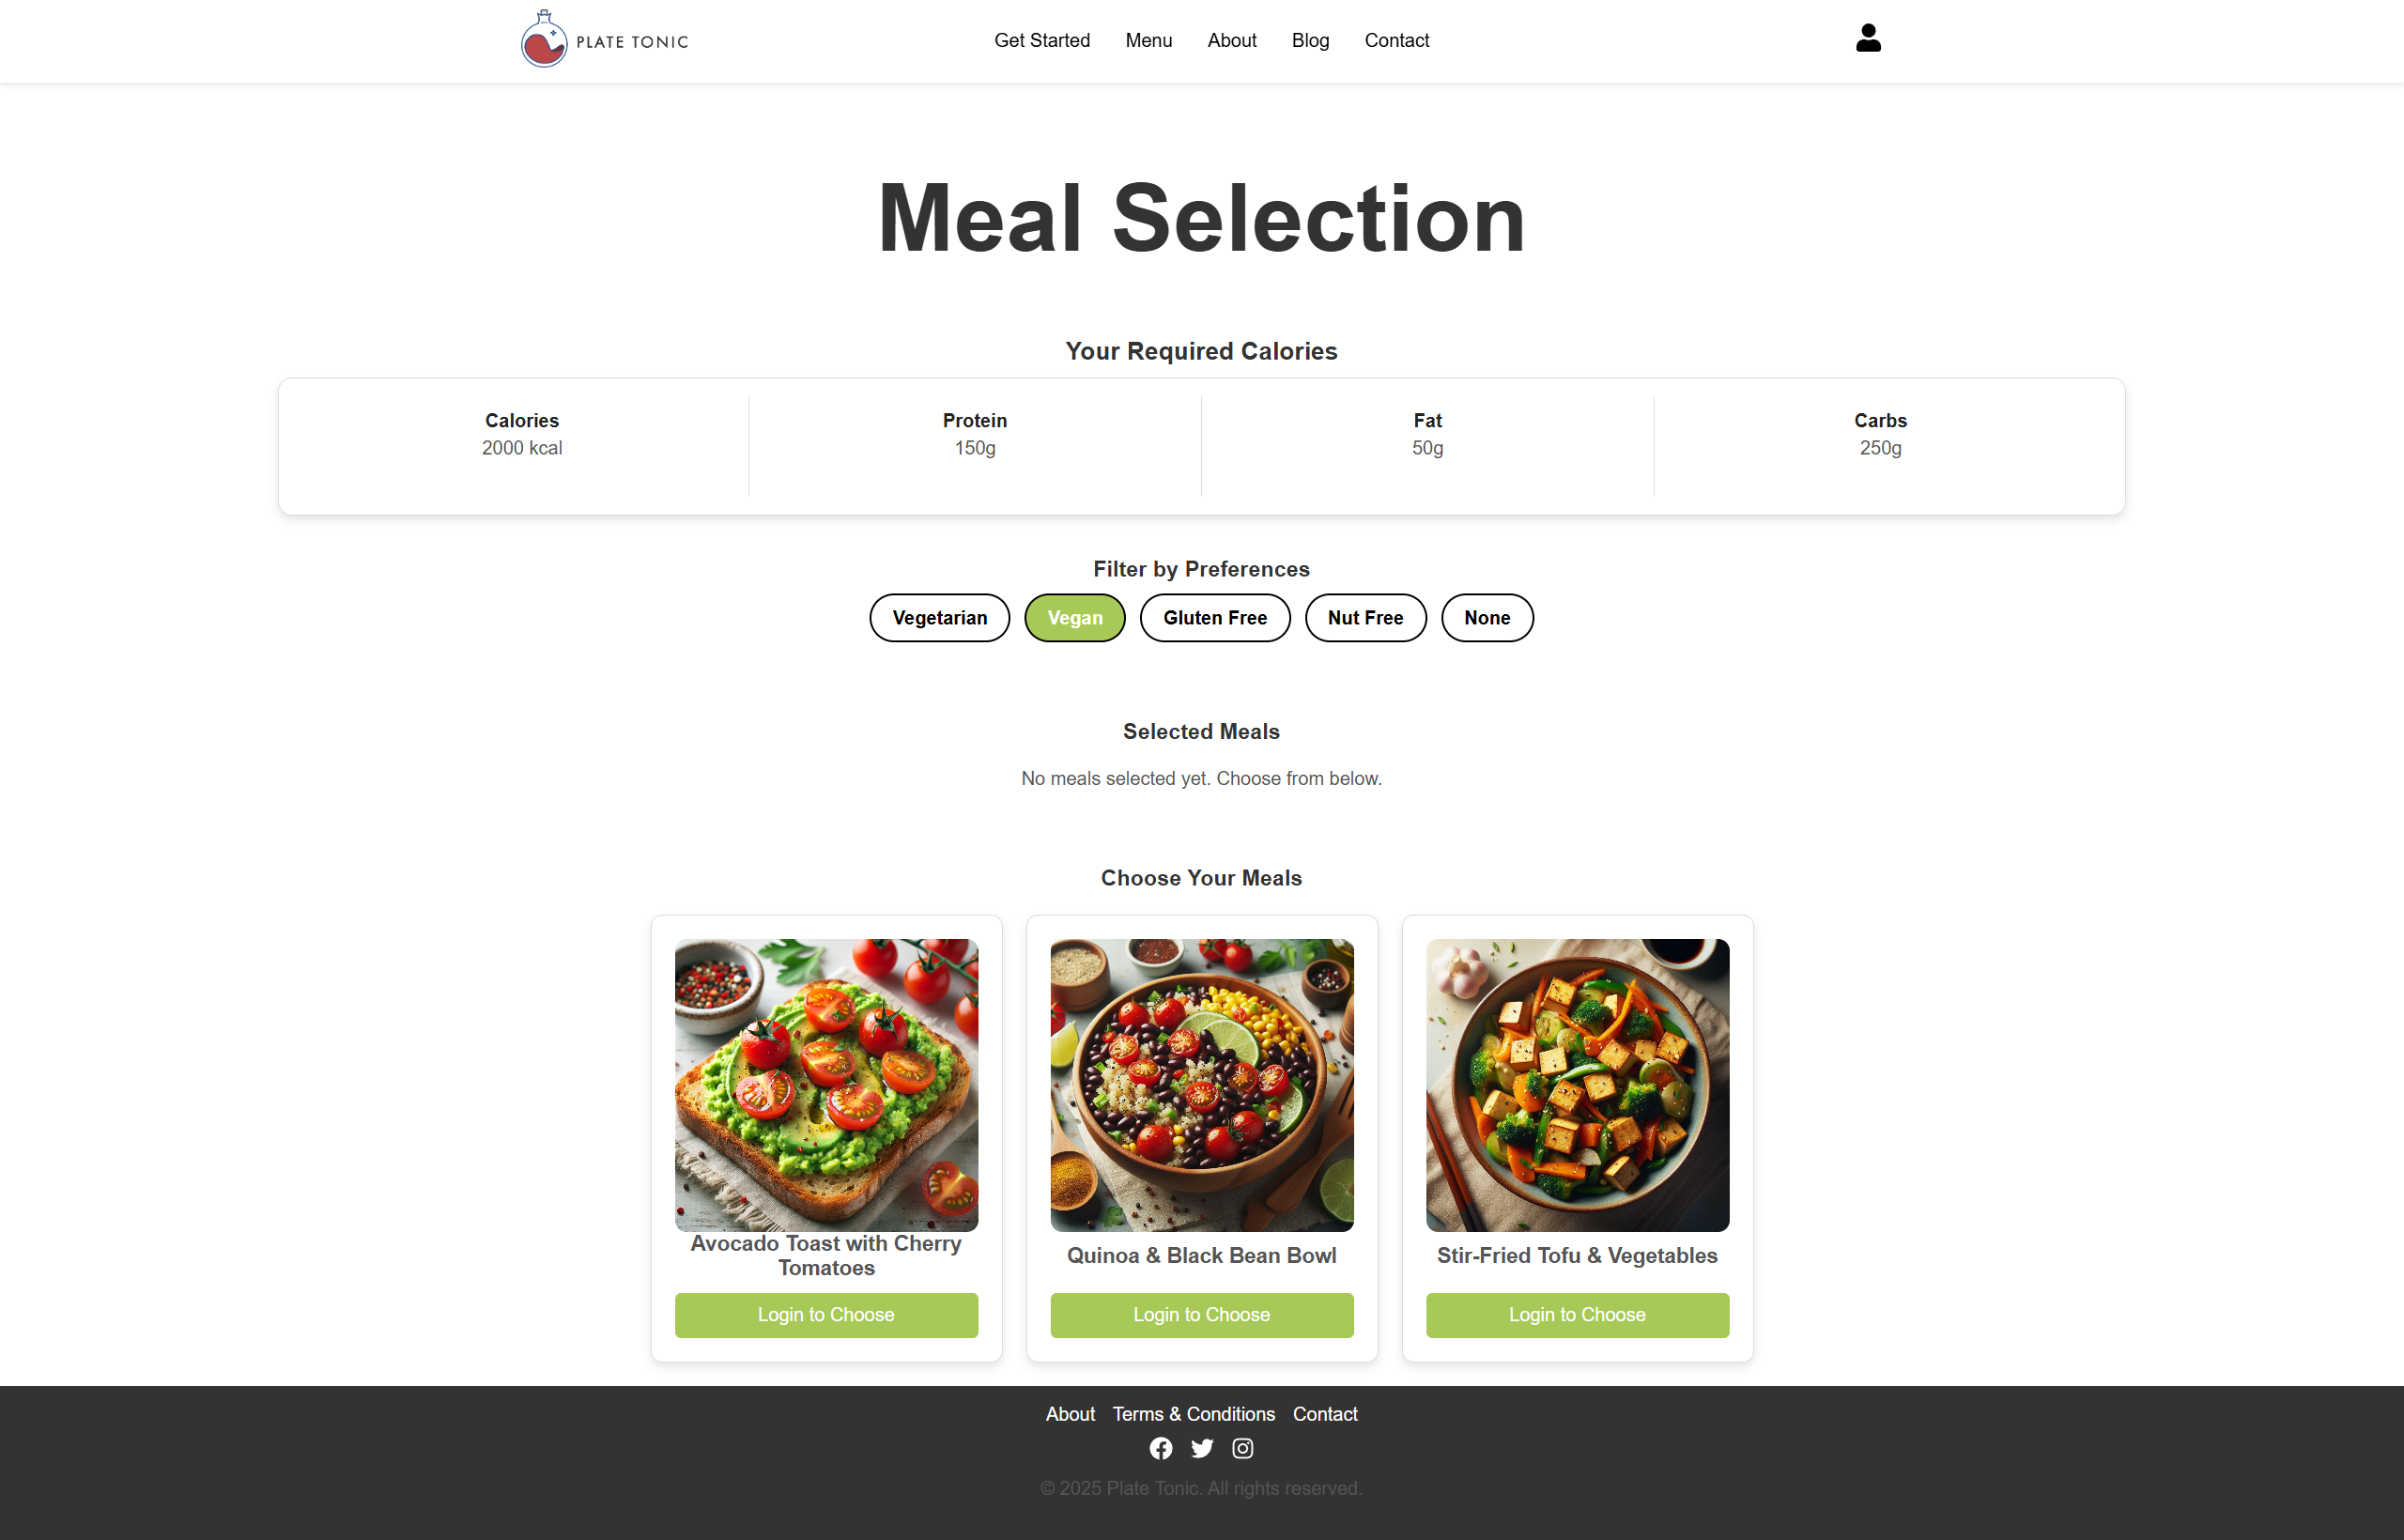 PLATE TONIC
Get Started Menu About Blog Contact
Meal Selection
Your Required Calories
Calories Protein Fat Carbs
2000 kcal 150g 50g 250g
Filter by Preferences
Vegetarian Vegan Gluten Free Nut Free None
Selected Meals
No meals selected yet. Choose from below.
Choose Your Meals
Avocado Toast with Cherry
Tomatoes
Login to Choose
Quinoa & Black Bean Bowl
Login to Choose
Stir-Fried Tofu & Vegetables
Login to Choose
About Terms & Conditions Contact
© 2025 Plate Tonic. All rights reserved.